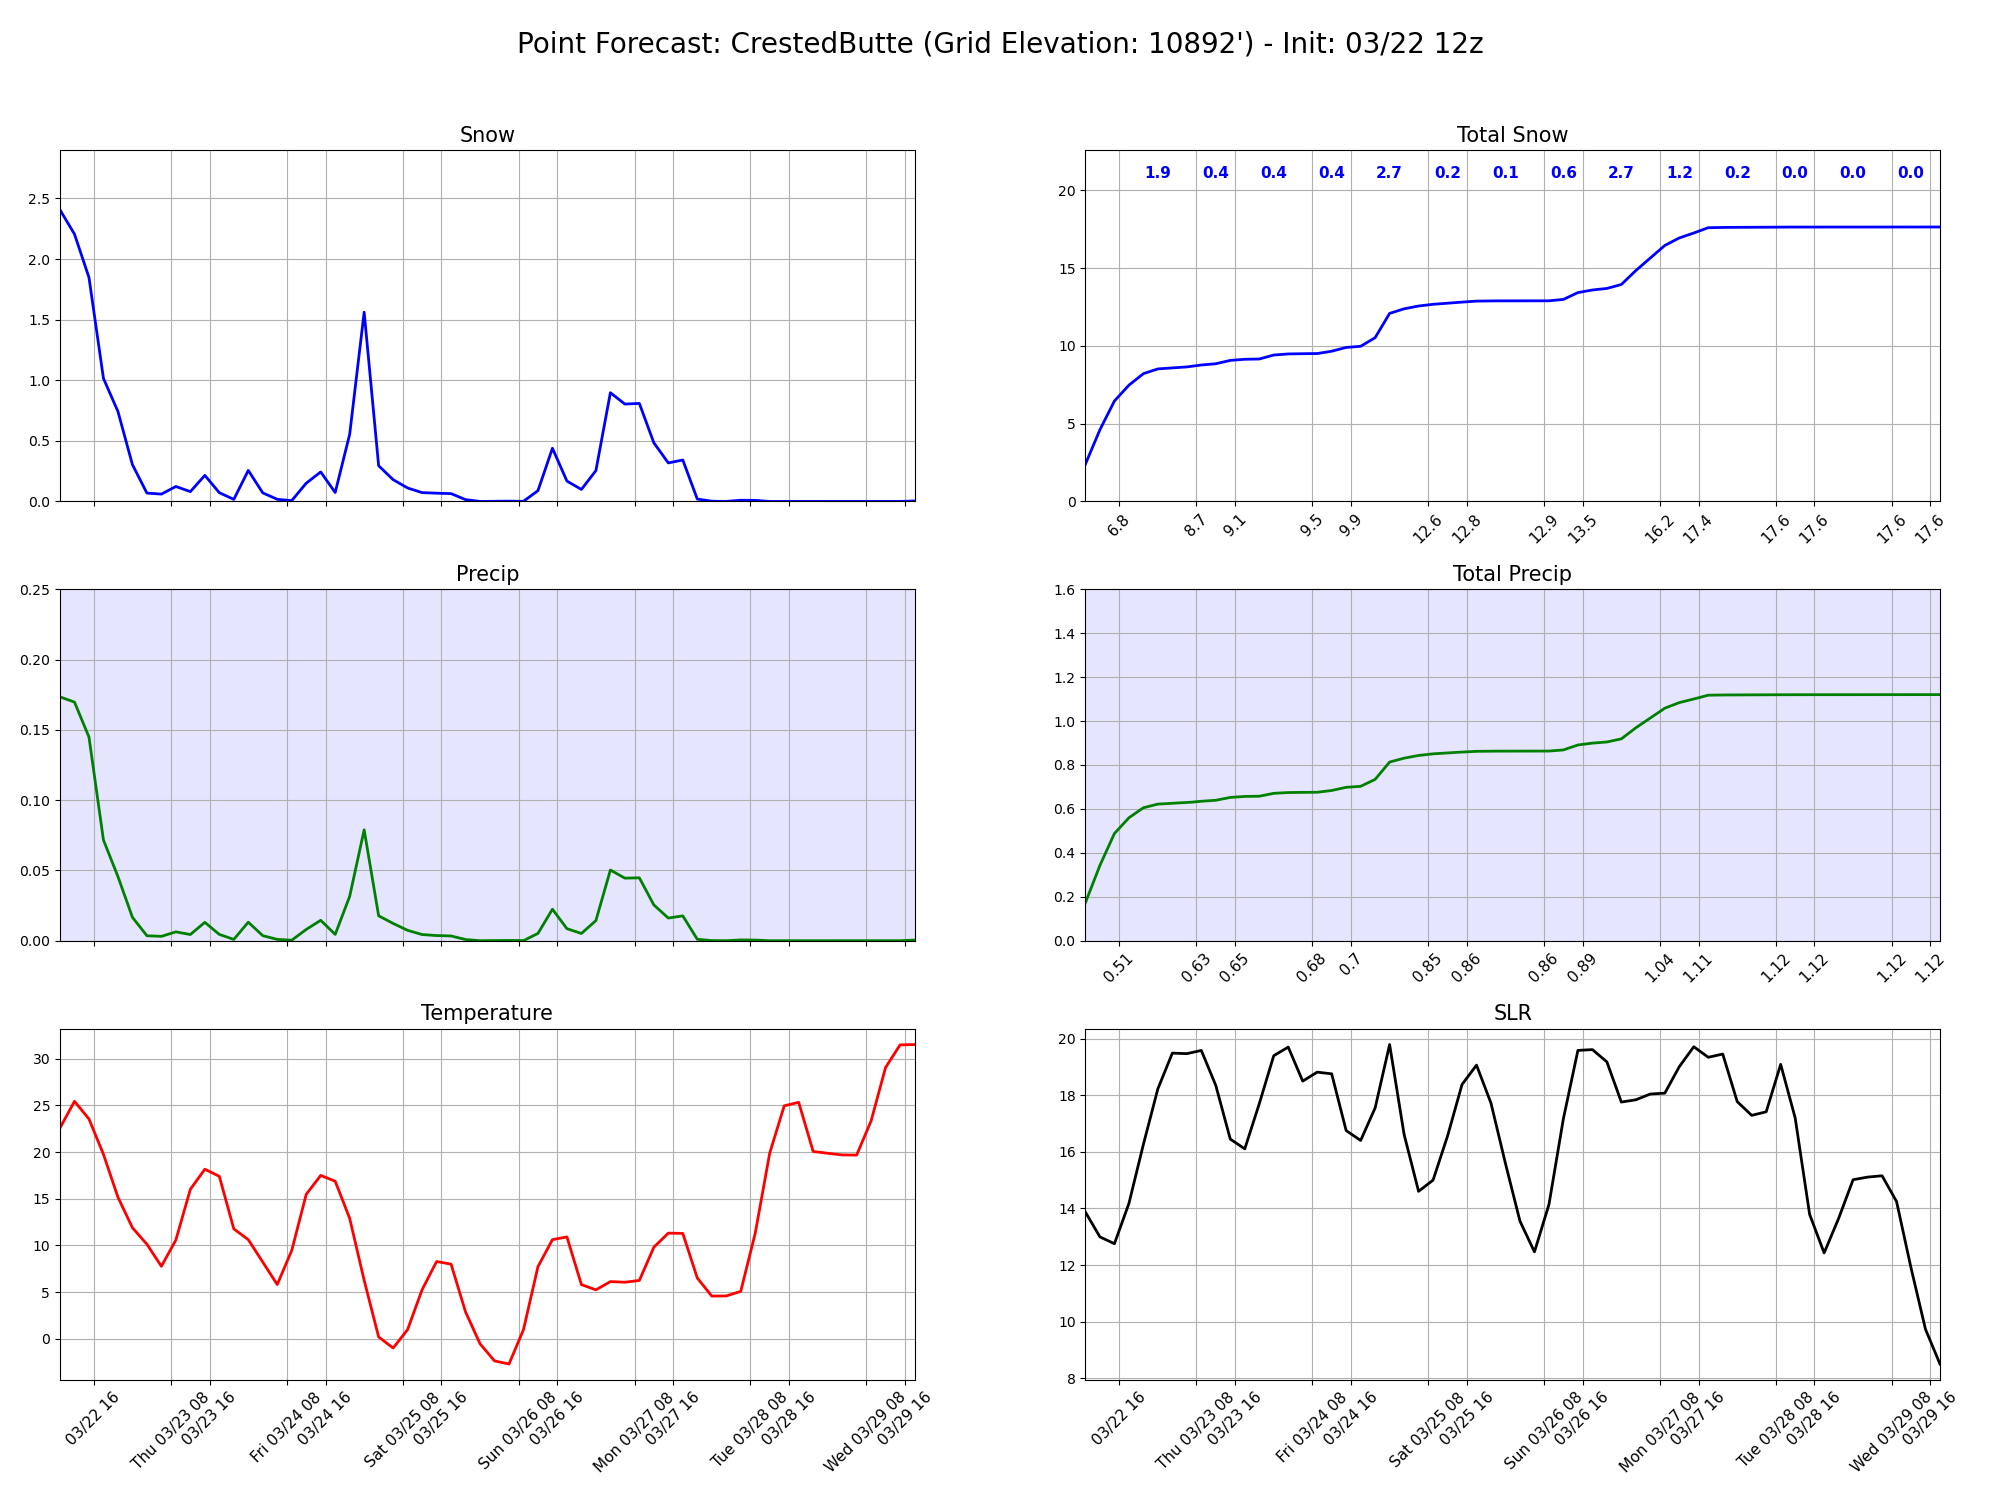 Point Forecast: CrestedButte (Grid Elevation: 10892') - Init: 03/22 12z
Snow
2.5
2.0
1.5
1.0
0.5
0.0
Total Snow
1.9 0.4 0.4 0.4 2.7 0.2 0.1 0.6 2.7 1.2 0.2 0.0 0.0 0.0
20
15
10
5
0
6.8 8.7 9.1 9.5 9.9 12.6 12.8 12.9 13.5 16.2 17.4 17.6 17.6 17.6 17.6
Precip
0.25
0.20
0.15
0.10
0.05
0.00
Total Precip
1.6
1.4
1.2
1.0
0.8
0.6
0.4
0.2
0.0
0.51 0.63 0.65 0.68 0.7 0.85 0.86 0.86 0.89 1.04 1.11 1.12 1.12 1.12 1.12
Temperature
30
25
20
15
10
5
0
03/22 16
Thu 03/23 08
03/23 16
Fri 03/24 08
03/24 16
Sat 03/25 08
03/25 16
Sun 03/26 08
03/26 16
Mon 03/27 08
03/27 16
Tue 03/28 08
03/28 16
Wed 03/29 08
03/29 16
SLR
20
18
16
14
12
10
8
03/22 16
Thu 03/23 08
03/23 16
Fri 03/24 08
03/24 16
Sat 03/25 08
03/25 16
Sun 03/26 08
03/26 16
Mon 03/27 08
03/27 16
Tue 03/28 08
03/28 16
Wed 03/29 08
03/29 16